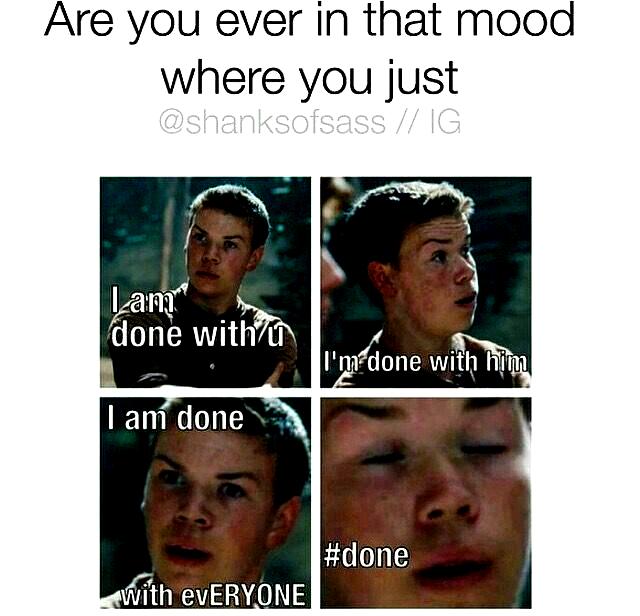 Are you ever in that mood
where you just
@shanksofsass // IG
I am
done with u
I'm done with him
I am done
with evERYONE
#done